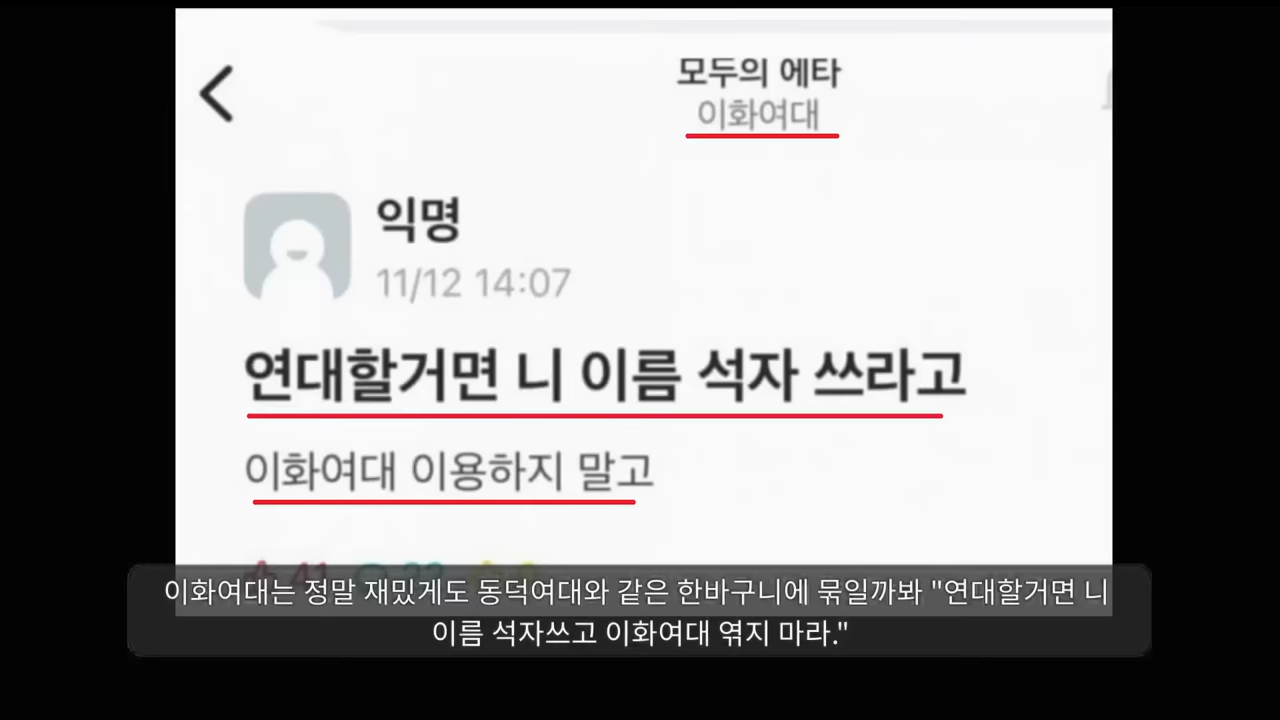 모두의 에타
이화여대
익명
11/12 14:07
연대할거면 니 이름 석자 쓰라고
이화여대 이용하지 말고
이화여대는 정말 재밌게도 동덕여대와 같은 한바구니에 묶일까봐 "연대할거면 니
이름 석자쓰고 이화여대 엮지 마라."